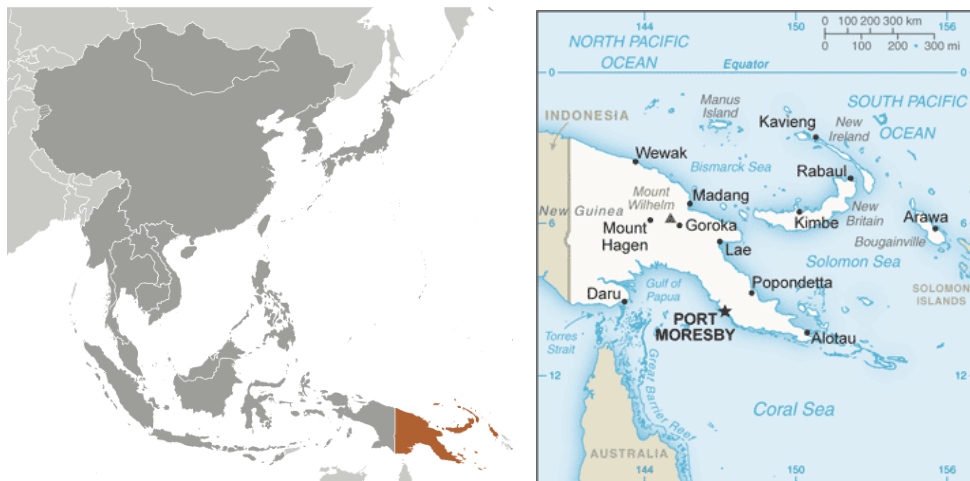 144
150
0 100 200 300 km
0 100 200 300 mi
NORTH PACIFIC
OCEAN
Equator
0
0
Manus
Island
SOUTH PACIFIC
OCEAN
INDONESIA
Kavieng
New
Ireland
Wewak
Bismarck Sea
Rabaul
Mount
Wilhelm
Madang
New Guinea
Goroka
Kimbe
New
Britain
Arawa
6
6
Mount
Hagen
Lae
Bougainville
Solomon Sea
Popondetta
SOLOMON
ISLANDS
Daru
Gulf of
Papua
PORT
MORESBY
Torres
Strait
Alotau
Great Barrier Reef
12
12
Coral Sea
AUSTRALIA
144
150
156